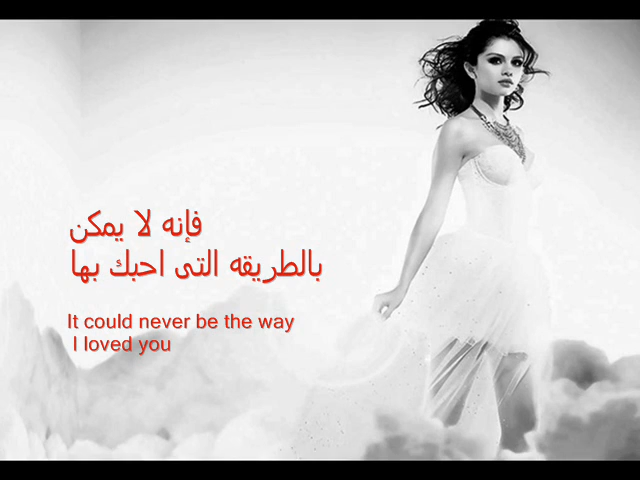 فإنه لا يمكن
بالطريقه التى احبك بها
It could never be the way
I loved you